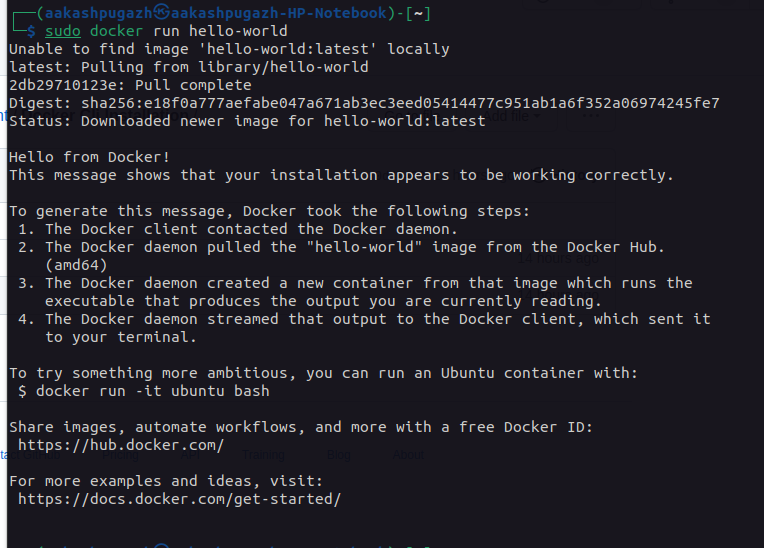 ┌──(aakashpugazh㉿aakashpugazh-HP-Notebook)-[~]
└─$ sudo docker run hello-world
Unable to find image 'hello-world:latest' locally
latest: Pulling from library/hello-world
2db29710123e: Pull complete
Digest: sha256:e18f0a777aefabe047a671ab3ec3eed05414477c951ab1a6f352a06974245fe7
Status: Downloaded newer image for hello-world:latest
Hello from Docker!
This message shows that your installation appears to be working correctly.
To generate this message, Docker took the following steps:
1. The Docker client contacted the Docker daemon.
2. The Docker daemon pulled the "hello-world" image from the Docker Hub.
(amd64)
3. The Docker daemon created a new container from that image which runs the
executable that produces the output you are currently reading.
4. The Docker daemon streamed that output to the Docker client, which sent it
to your terminal.
To try something more ambitious, you can run an Ubuntu container with:
$ docker run -it ubuntu bash
Share images, automate workflows, and more with a free Docker ID:
https://hub.docker.com/
Training Blog About
For more examples and ideas, visit:
https://docs.docker.com/get-started/